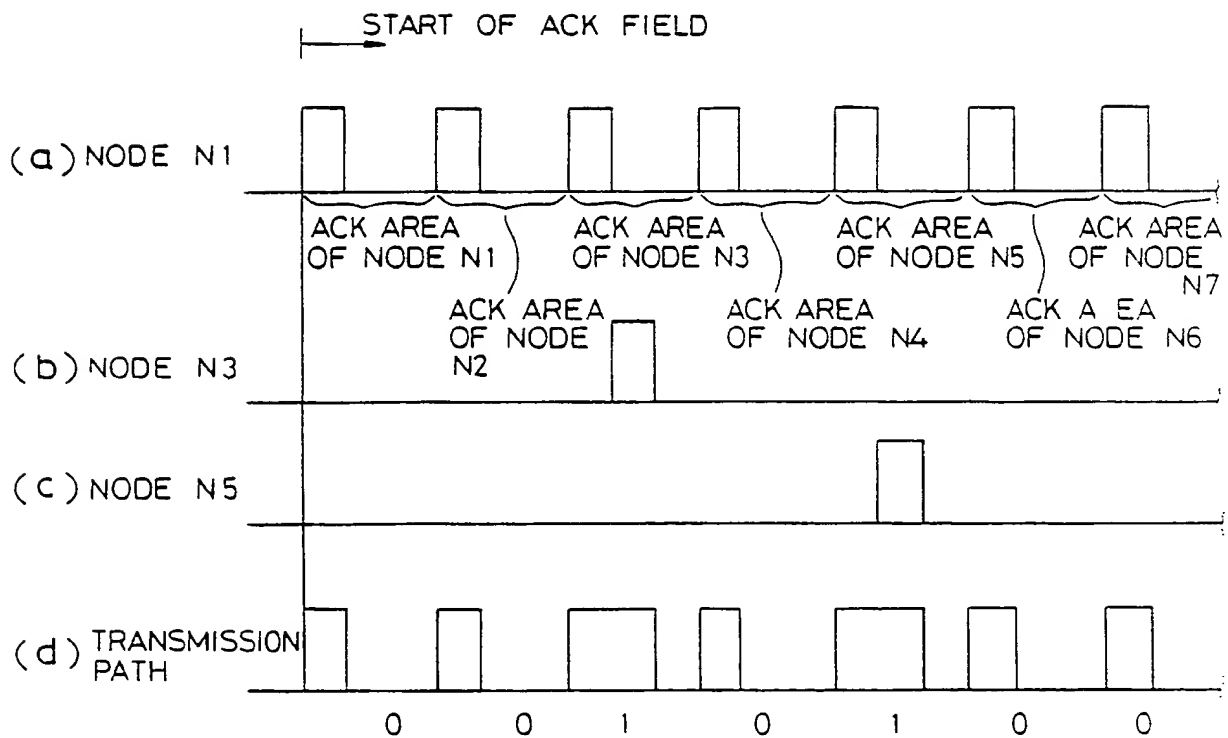 START OF ACK FIELD
(a) NODE N1
ACK AREA
OF NODE N1
ACK AREA
OF NODE N3
ACK AREA
OF NODE N5
ACK AREA
OF NODE
N7
ACK AREA
OF NODE
N2
ACK AREA
OF NODE N4
ACK A EA
OF NODE N6
(b) NODE N3
(c) NODE N5
(d) TRANSMISSION
PATH
0 0 1 0 1 0 0